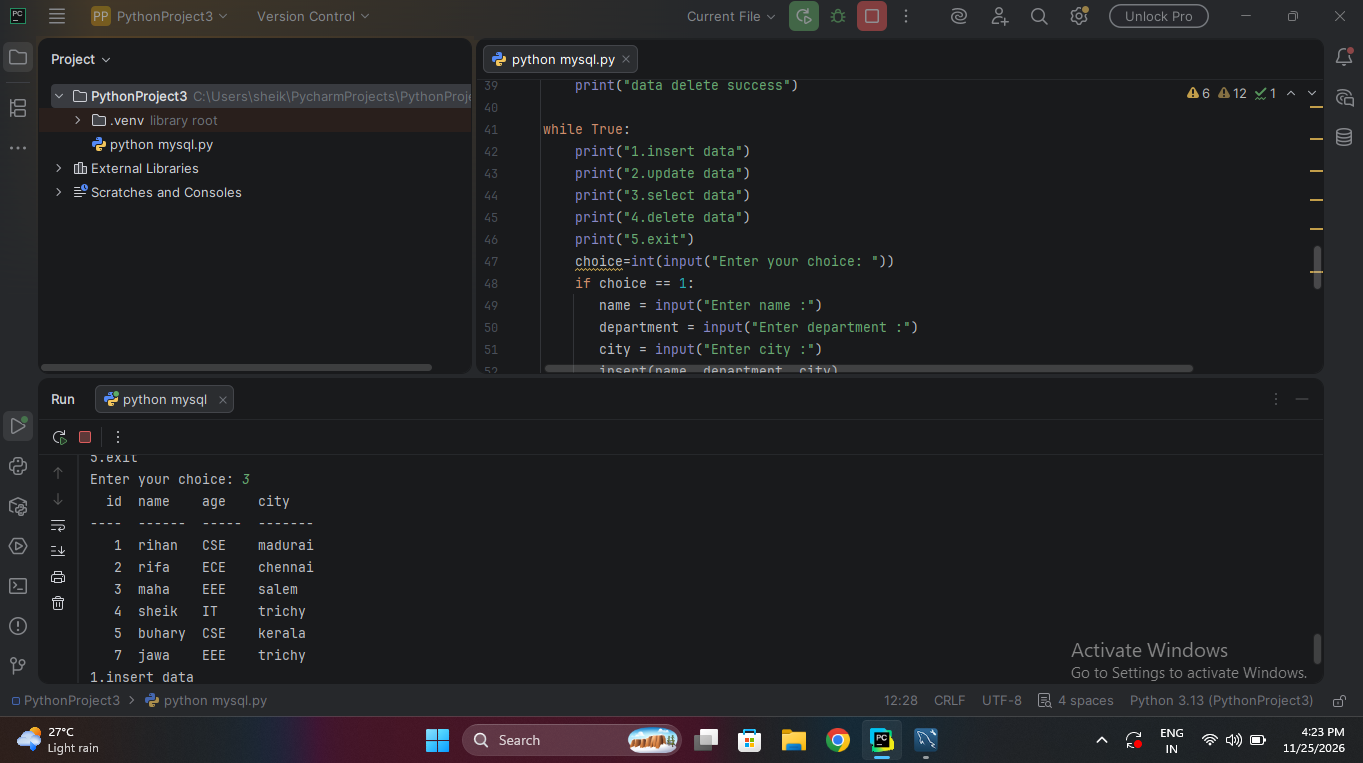 PC
PP PythonProject3 Version Control Current File Unlock Pro
Project
python mysql.py
PythonProject3 C:\Users\sheik\PycharmProjects\PythonProje
.venv library root
python mysql.py
External Libraries
Scratches and Consoles
6 12 1
39 print("data delete success")
40
41 while True:
42 print("1.insert data")
43 print("2.update data")
44 print("3.select data")
45 print("4.delete data")
46 print("5.exit")
47 choice=int(input("Enter your choice: "))
48 if choice == 1:
49 name = input("Enter name :")
50 department = input("Enter department :")
51 city = input("Enter city :")
52 insert(name, department, city)
Run python mysql
5.exit
Enter your choice: 3
id name age city
---- ------ ----- -------
1 rihan CSE madurai
2 rifa ECE chennai
3 maha EEE salem
4 sheik IT trichy
5 buhary CSE kerala
7 jawa EEE trichy
1.insert data
Activate Windows
Go to Settings to activate Windows.
PythonProject3 python mysql.py 12:28 CRLF UTF-8 4 spaces Python 3.13 (PythonProject3)
27°C
Light rain
Search
PC
ENG
IN
4:23 PM
11/25/2026